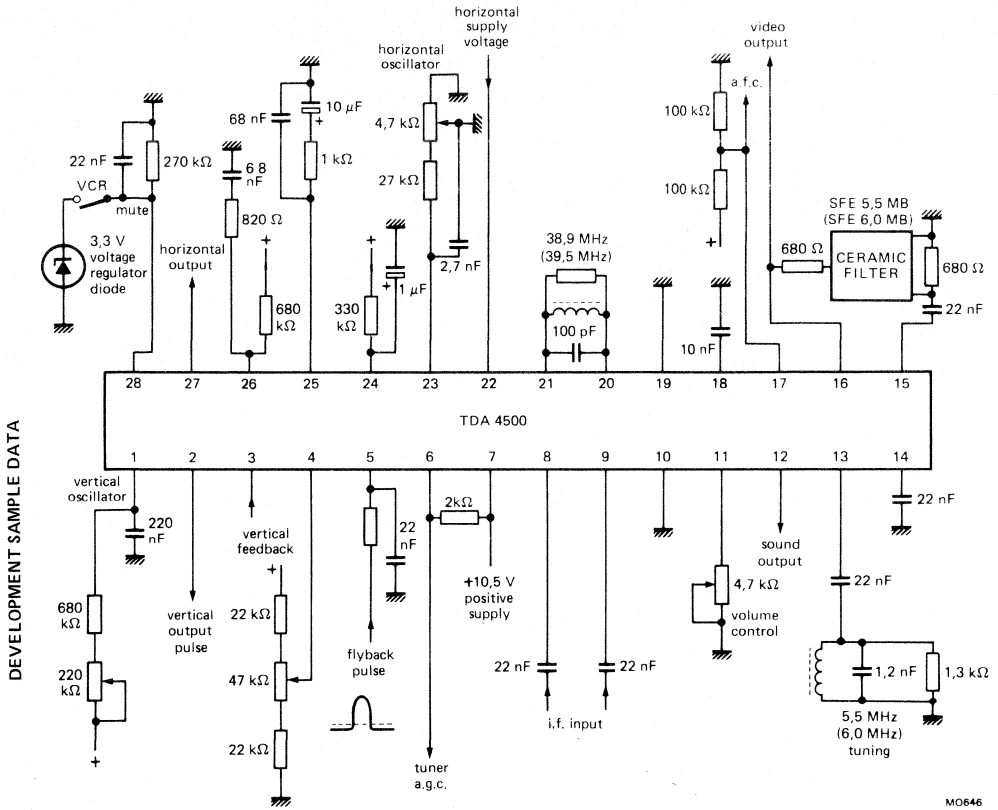 horizontal
supply
voltage
video
output
horizontal
oscillator
a.f.c.
10 μF
68 nF
+
4,7 kΩ
100 kΩ
22 nF
270 kΩ
6 8
nF
1 kΩ
27 kΩ
100 kΩ
VCR
mute
820 Ω
SFE 5,5 MB
(SFE 6,0 MB)
3,3 V
voltage
regulator
diode
horizontal
output
+
+
2,7 nF
38,9 MHz
(39,5 MHz)
+
680 Ω
CERAMIC
FILTER
680 Ω
680
kΩ
330
kΩ
+
1 μF
100 pF
10 nF
22 nF
28 27 26 25 24 23 22 21 20 19 18 17 16 15
TDA 4500
1 2 3 4 5 6 7 8 9 10 11 12 13 14
DEVELOPMENT SAMPLE DATA
vertical
oscillator
220
nF
vertical
feedback
22
nF
2kΩ
22 nF
sound
output
+
+10,5 V
positive
supply
4,7 kΩ
22 nF
680
kΩ
vertical
output
pulse
22 kΩ
volume
control
220
kΩ
47 kΩ
flyback
pulse
22 nF
22 nF
1,2 nF
1,3 kΩ
+
22 kΩ
i.f. input
5,5 MHz
(6,0 MHz)
tuning
tuner
a.g.c.
MO646